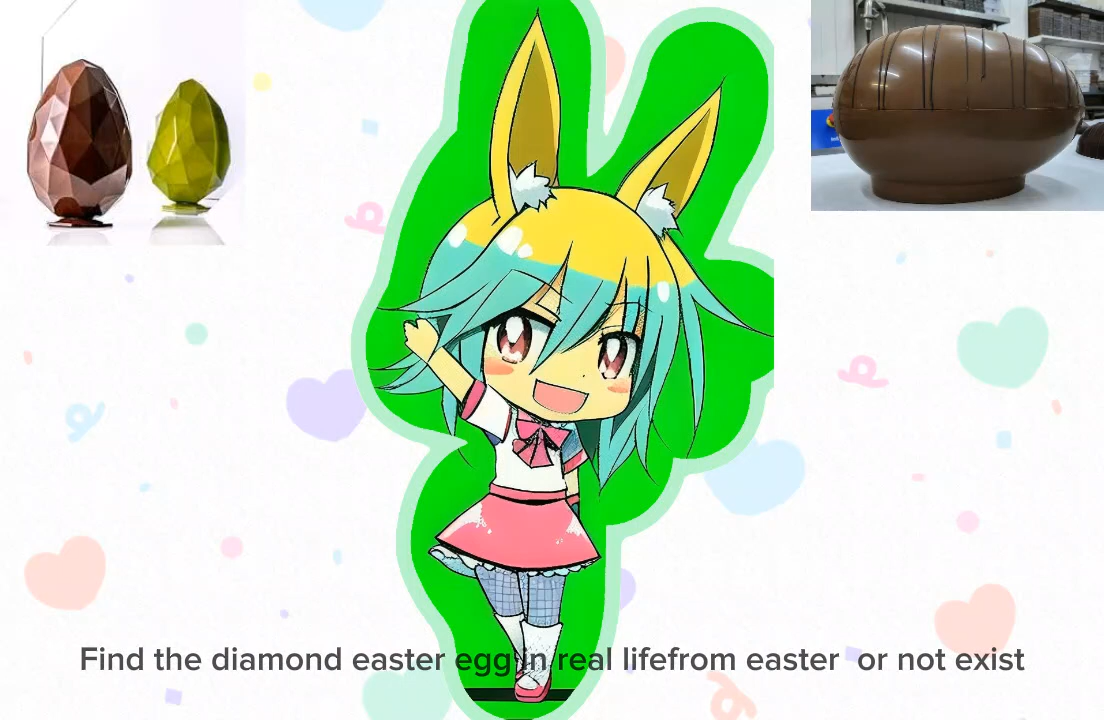 Find the diamond easter egg in real lifefrom easter  or not exist